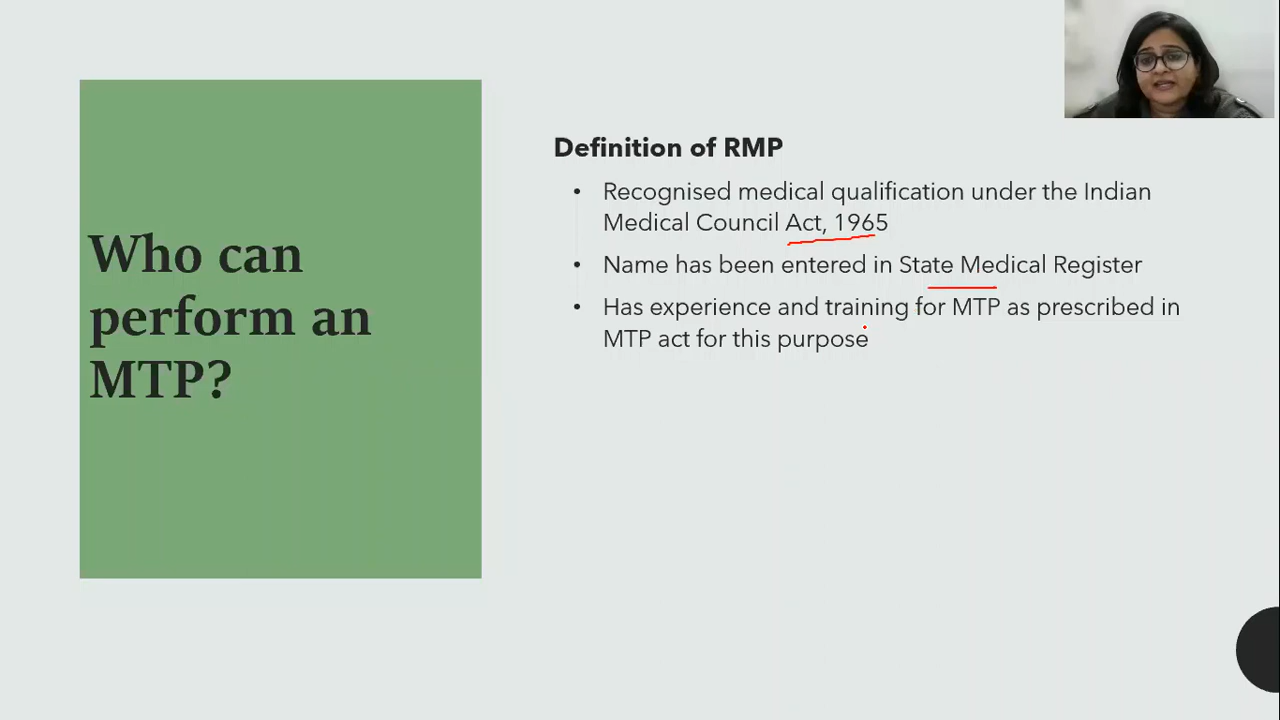 Who can
perform an
MTP?
Definition of RMP
• Recognised medical qualification under the Indian
Medical Council Act, 1965
• Name has been entered in State Medical Register
• Has experience and training for MTP as prescribed in
MTP act for this purpose